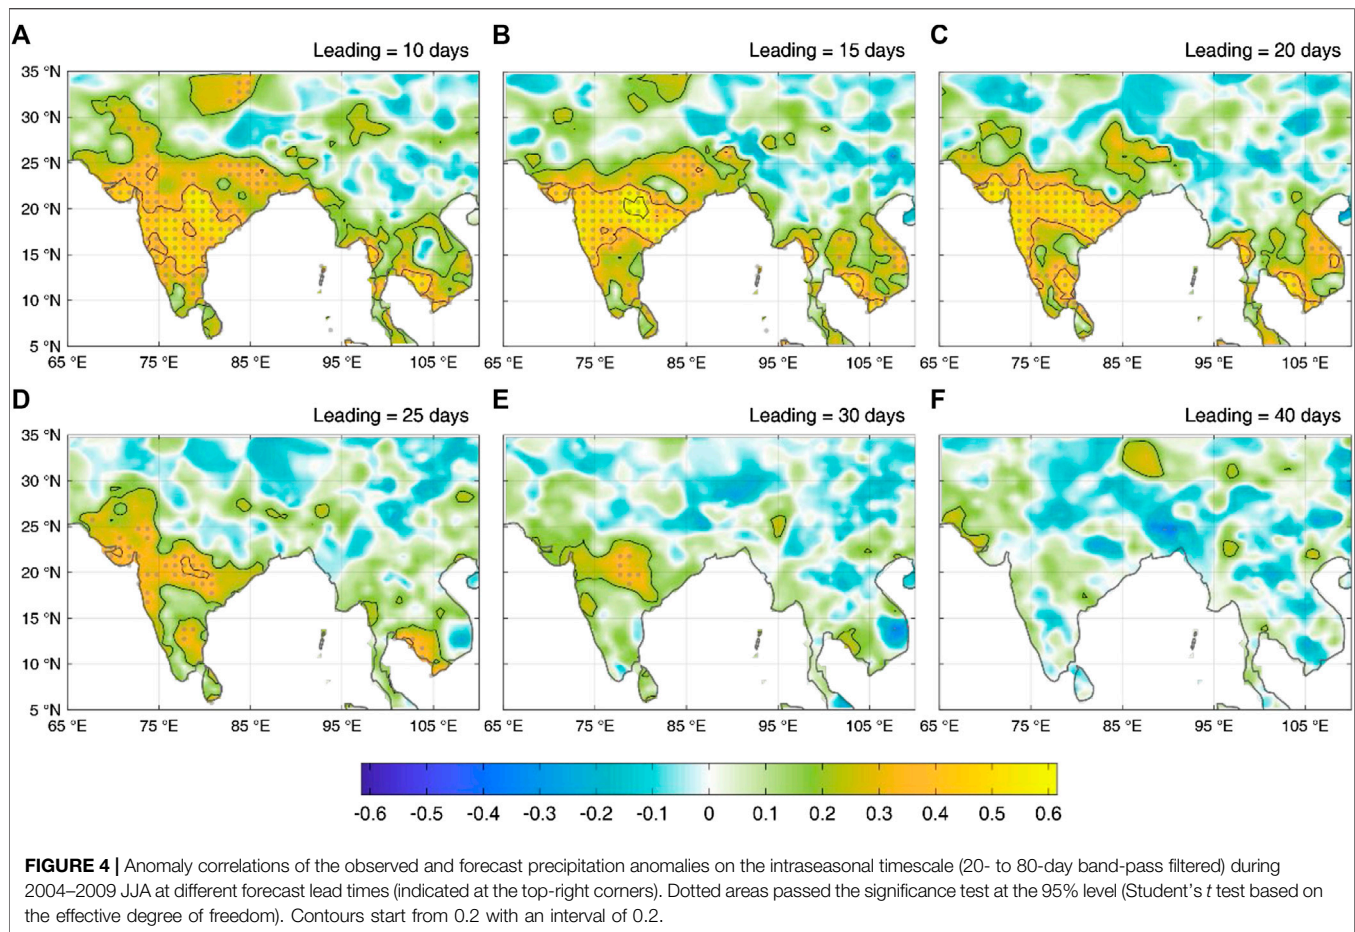 A
Leading = 10 days
B
Leading = 15 days
C
Leading = 20 days
35 °N
30 °N
25 °N
20 °N
15 °N
10 °N
5 °N
65 °E 75 °E 85 °E 95 °E 105 °E
65 °E 75 °E 85 °E 95 °E 105 °E
65 °E 75 °E 85 °E 95 °E 105 °E
D
Leading = 25 days
E
Leading = 30 days
F
Leading = 40 days
35 °N
30 °N
25 °N
20 °N
15 °N
10 °N
5 °N
65 °E 75 °E 85 °E 95 °E 105 °E
65 °E 75 °E 85 °E 95 °E 105 °E
65 °E 75 °E 85 °E 95 °E 105 °E
-0.6 -0.5 -0.4 -0.3 -0.2 -0.1 0 0.1 0.2 0.3 0.4 0.5 0.6
FIGURE 4 | Anomaly correlations of the observed and forecast precipitation anomalies on the intraseasonal timescale (20- to 80-day band-pass filtered) during
2004–2009 JJA at different forecast lead times (indicated at the top-right corners). Dotted areas passed the significance test at the 95% level (Student's t test based on
the effective degree of freedom). Contours start from 0.2 with an interval of 0.2.